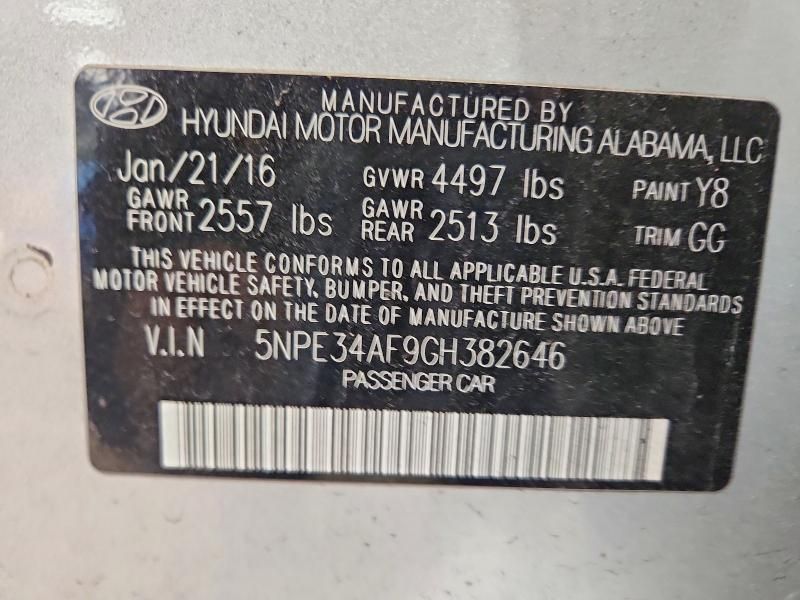 MANUFACTURED BY
HYUNDAI MOTOR MANUFACTURING ALABAMA, LLC
Jan/21/16 GVWR 4497 lbs PAINT Y8
GAWR FRONT 2557 lbs GAWR REAR 2513 lbs TRIM GG
THIS VEHICLE CONFORMS TO ALL APPLICABLE U.S.A. FEDERAL
MOTOR VEHICLE SAFETY, BUMPER, AND THEFT PREVENTION STANDARDS
IN EFFECT ON THE DATE OF MANUFACTURE SHOWN ABOVE
V.I.N 5NPE34AF9GH382646
PASSENGER CAR